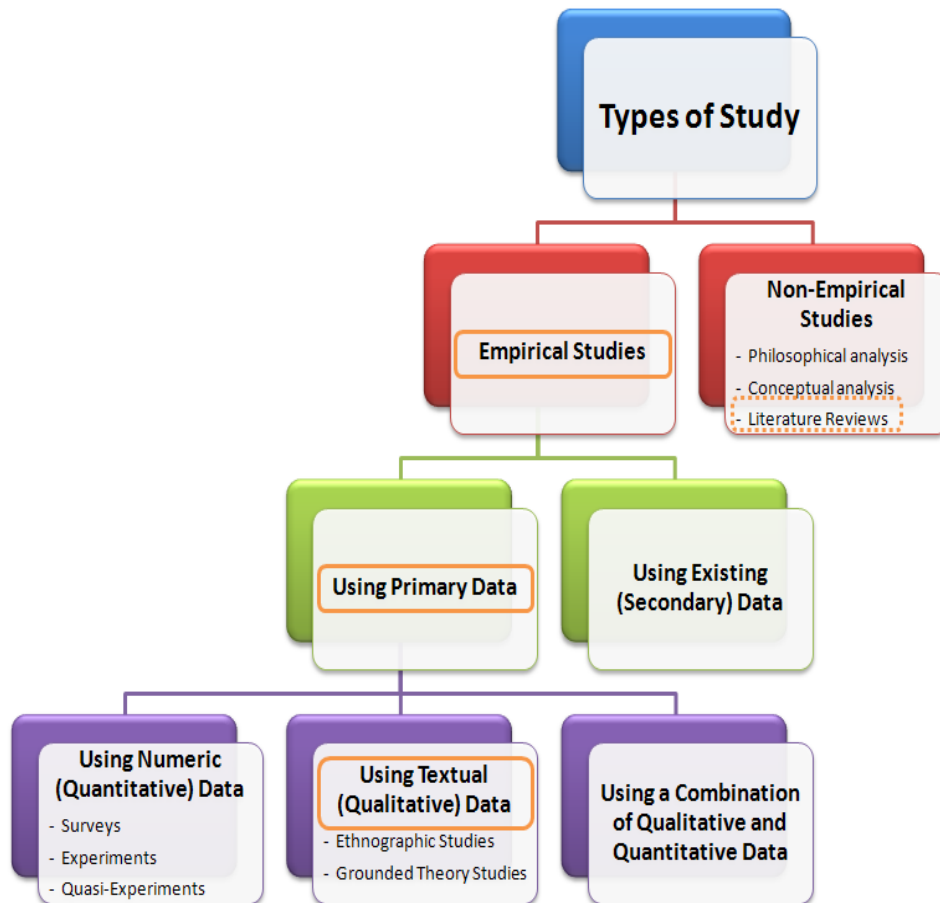 Types of Study
Empirical Studies
Non-Empirical
Studies
- Philosophical analysis
- Conceptual analysis
- Literature Reviews
Using Primary Data
Using Existing
(Secondary) Data
Using Numeric
(Quantitative) Data
- Surveys
- Experiments
- Quasi-Experiments
Using Textual
(Qualitative) Data
- Ethnographic Studies
- Grounded Theory Studies
Using a Combination
of Qualitative and
Quantitative Data